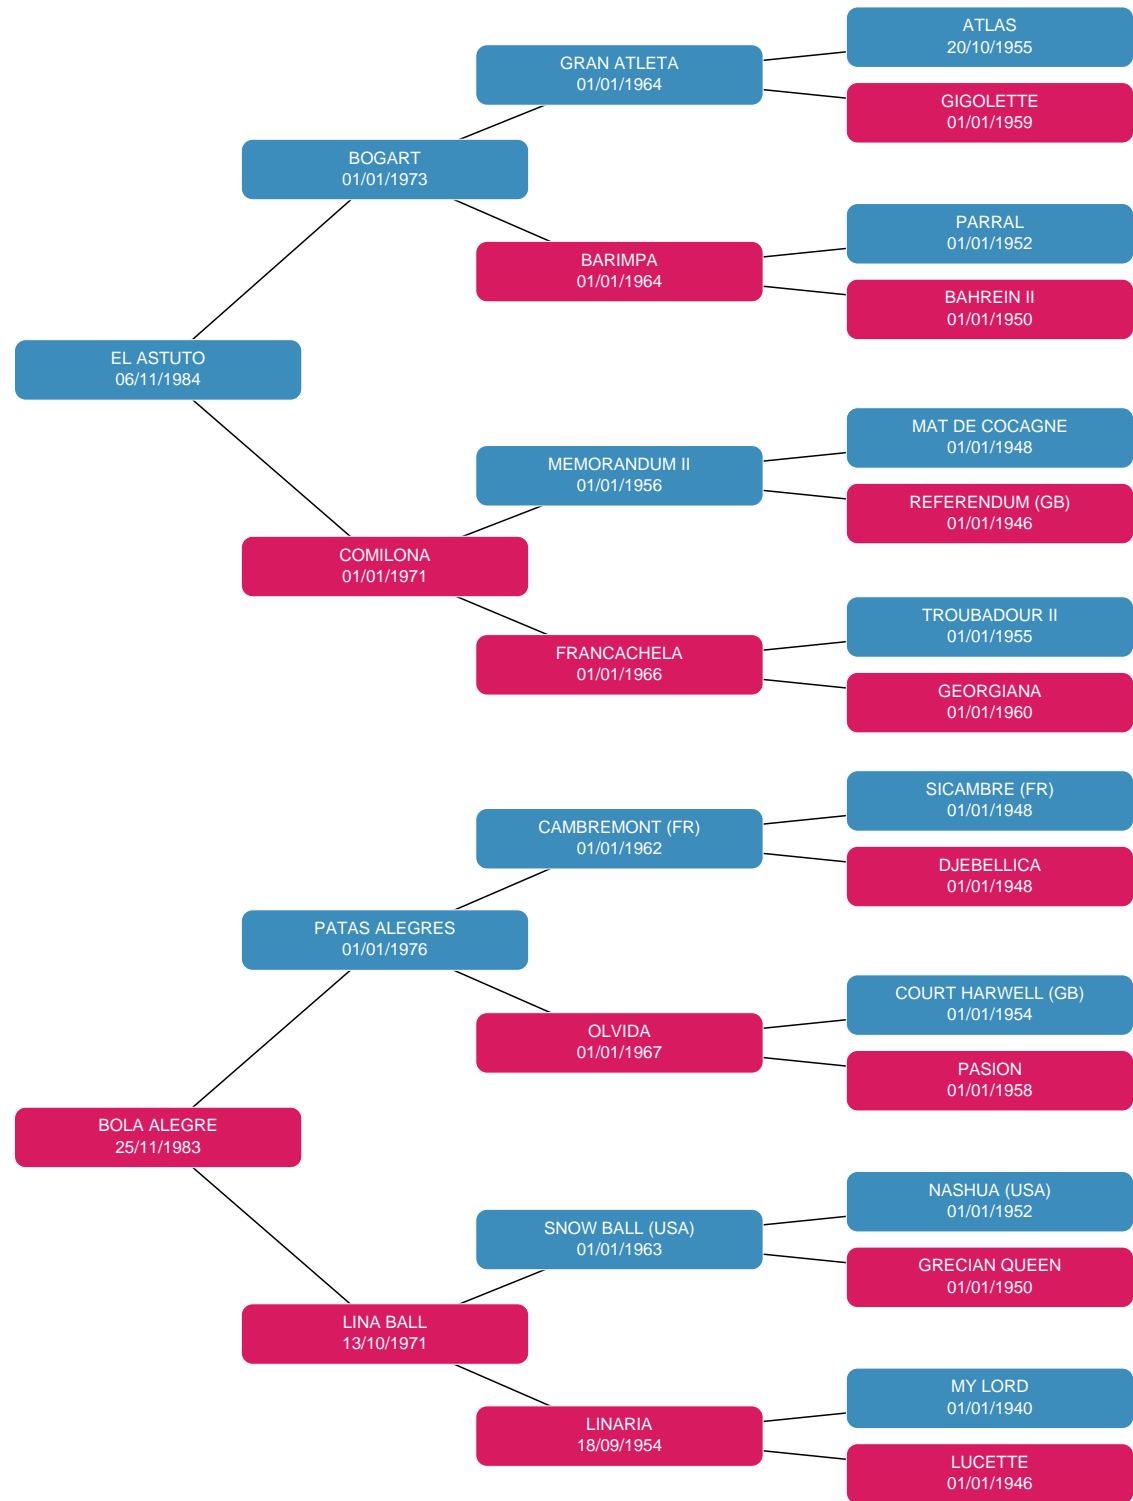 ATLAS
20/10/1955
GRAN ATLETA
01/01/1964
GIGOLETTE
01/01/1959
BOGART
01/01/1973
PARRAL
01/01/1952
BARIMPA
01/01/1964
BAHREIN II
01/01/1950
EL ASTUTO
06/11/1984
MAT DE COCAGNE
01/01/1948
MEMORANDUM II
01/01/1956
REFERENDUM (GB)
01/01/1946
COMILONA
01/01/1971
TROUBADOUR II
01/01/1955
FRANCACHELA
01/01/1966
GEORGIANA
01/01/1960
SICAMBRE (FR)
01/01/1948
CAMBREMONT (FR)
01/01/1962
DJEBELLICA
01/01/1948
PATAS ALEGRES
01/01/1976
COURT HARWELL (GB)
01/01/1954
OLVIDA
01/01/1967
PASION
01/01/1958
BOLA ALEGRE
25/11/1983
NASHUA (USA)
01/01/1952
SNOW BALL (USA)
01/01/1963
GRECIAN QUEEN
01/01/1950
LINA BALL
13/10/1971
MY LORD
01/01/1940
LINARIA
18/09/1954
LUCETTE
01/01/1946